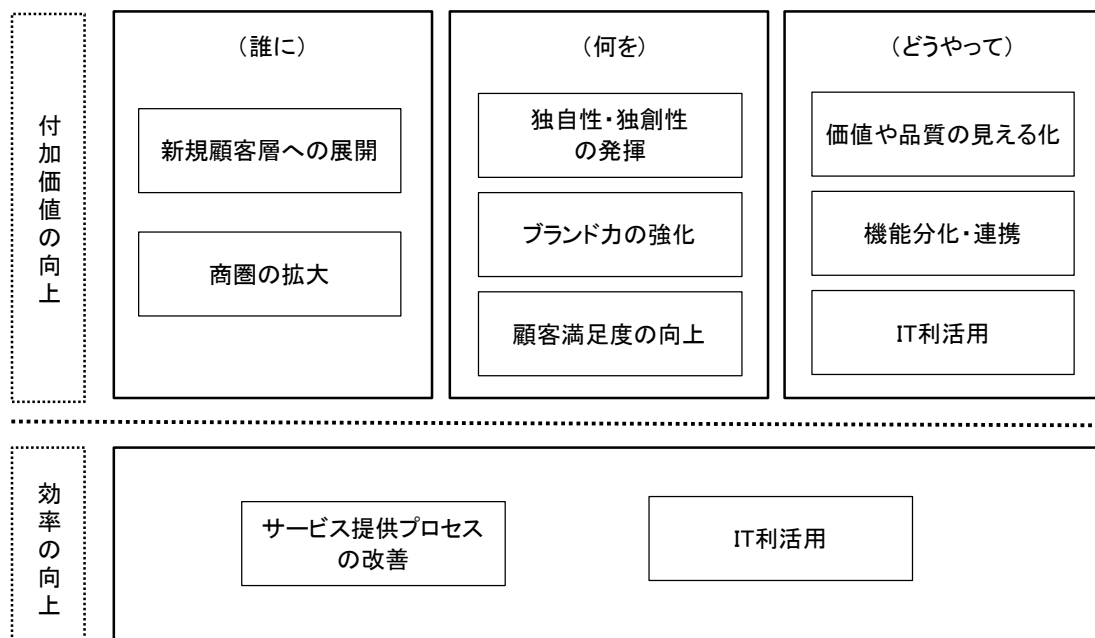 付加価値の向上
（誰に）
新規顧客層への展開
商圏の拡大
（何を）
独自性・独創性
の発揮
ブランド力の強化
顧客満足度の向上
（どうやって）
価値や品質の見える化
機能分化・連携
IT利活用
効率の向上
サービス提供プロセス
の改善
IT利活用